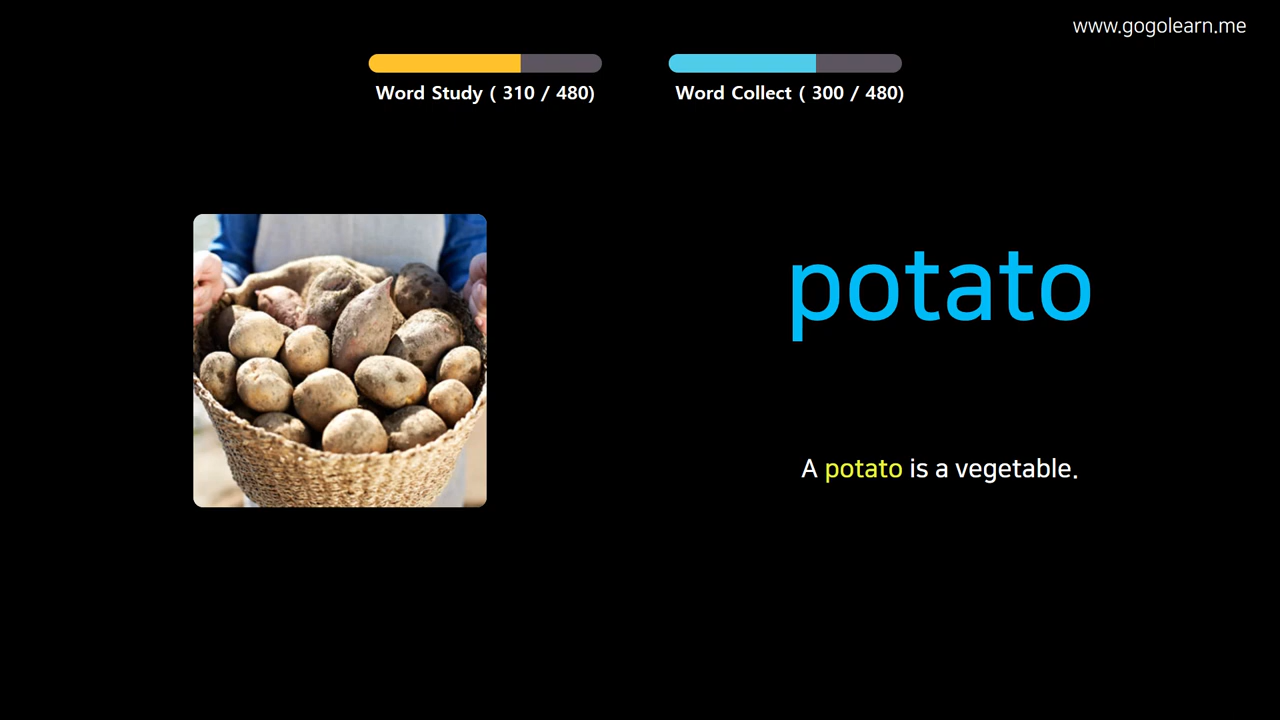 www.gogolearn.me
Word Study ( 310 / 480)
Word Collect ( 300 / 480)
potato
A potato is a vegetable.